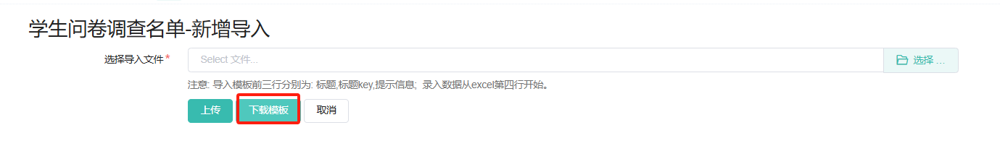 学生问卷调查名单-新增导入
选择导入文件*
Select 文件...
选择 ...
注意: 导入模板前三行分别为: 标题,标题key,提示信息; 录入数据从excel第四行开始。
上传
下载模板
取消